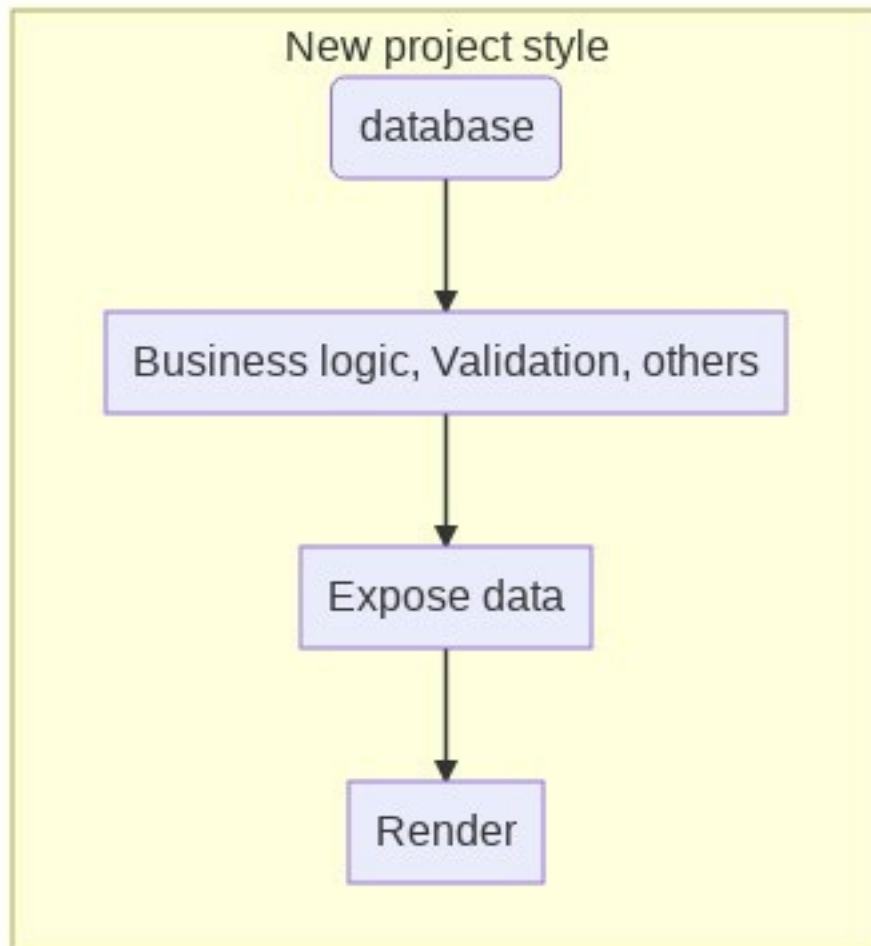 New project style
database
Business logic, Validation, others
Expose data
Render